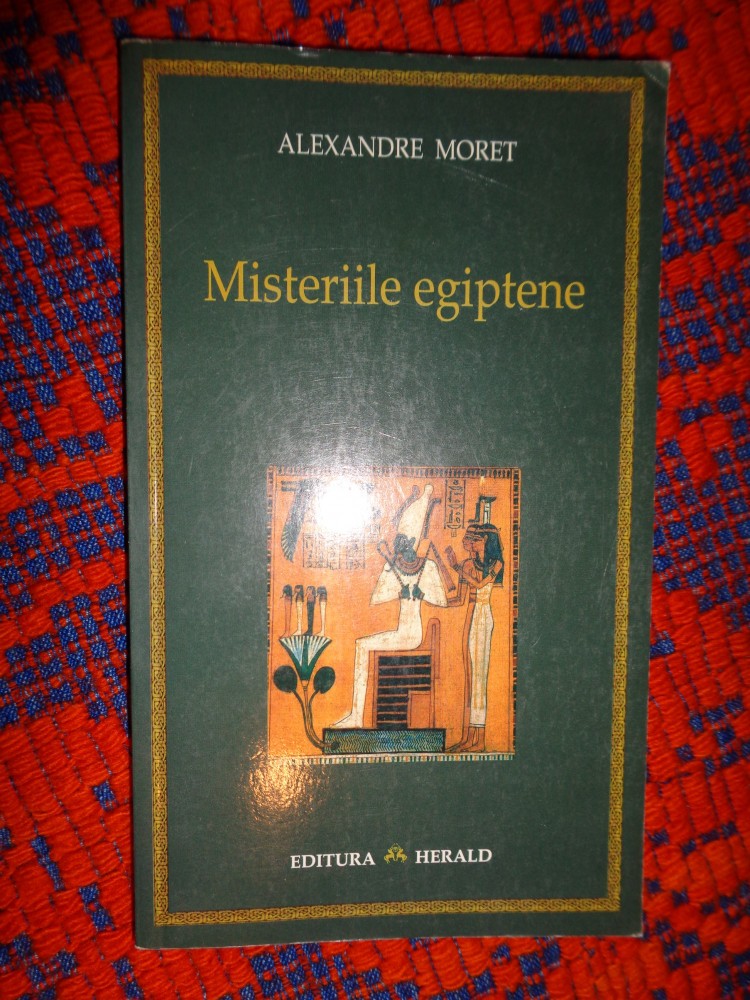 ALEXANDRE MORET
Misteriile egiptene
EDITURA HERALD